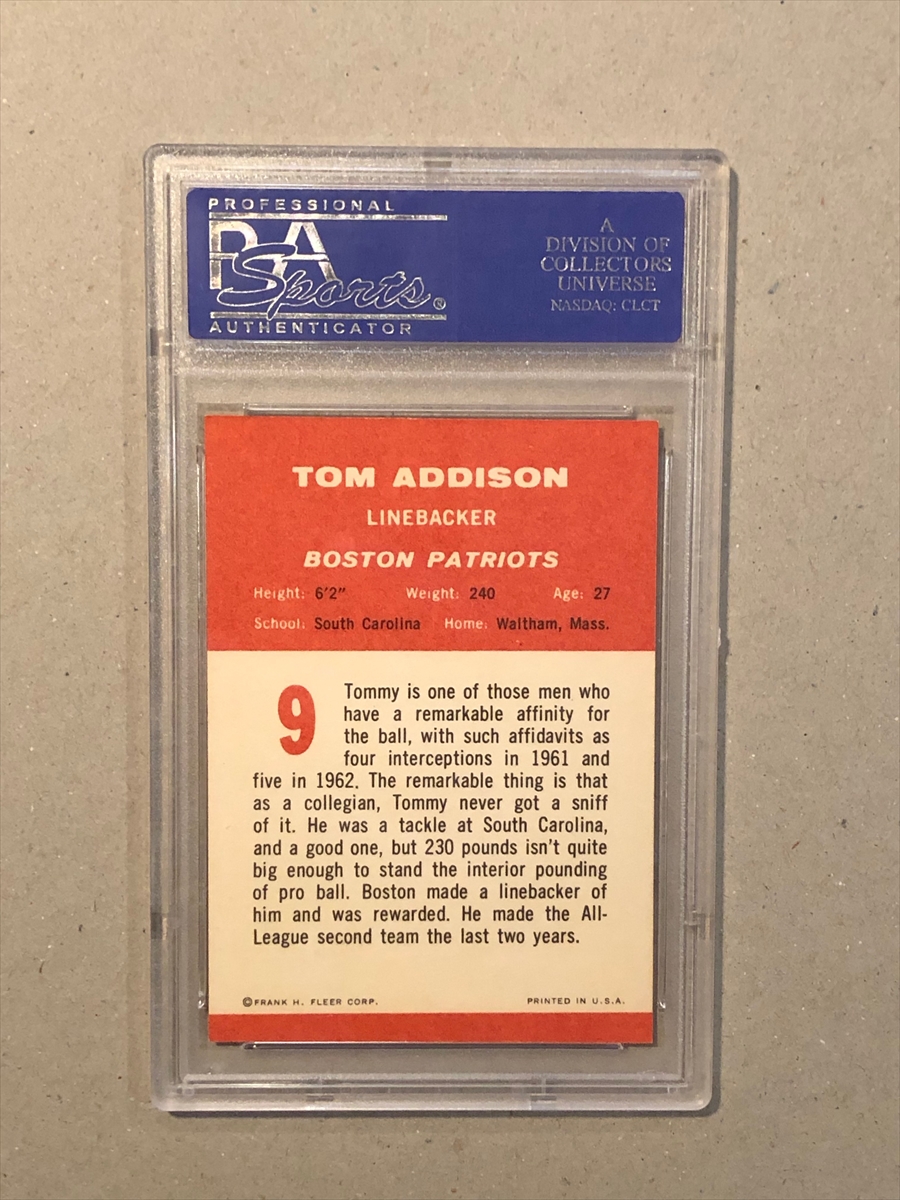 PROFESSIONAL
PSA
Sports®
AUTHENTICATOR
A
DIVISION OF
COLLECTORS
UNIVERSE
NASDAQ: CLCT
TOM ADDISON
LINEBACKER
BOSTON PATRIOTS
Height: 6'2" Weight: 240 Age: 27
School: South Carolina Home: Waltham, Mass.
9
Tommy is one of those men who
have a remarkable affinity for
the ball, with such affidavits as
four interceptions in 1961 and
five in 1962. The remarkable thing is that
as a collegian, Tommy never got a sniff
of it. He was a tackle at South Carolina,
and a good one, but 230 pounds isn't quite
big enough to stand the interior pounding
of pro ball. Boston made a linebacker of
him and was rewarded. He made the All-
League second team the last two years.
©FRANK H. FLEER CORP. PRINTED IN U.S.A.